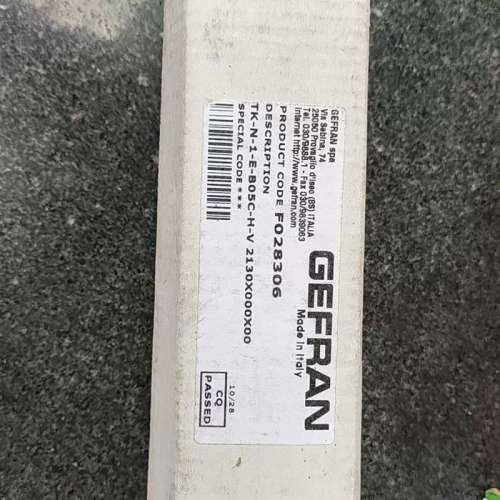 GEFRAN spa
Via Sebina, 74
25050 Provaglio d'Iseo (BS) ITALIA
Tel. 030/9888.1 - Fax 030/9839063
Internet http://www.gefran.com
GEFRAN
Made in Italy
PRODUCT CODE F028306
DESCRIPTION
TK-N-1-E-B05C-H-V 2130X000X00
SPECIAL CODE ***
10/28
CQ
PASSED